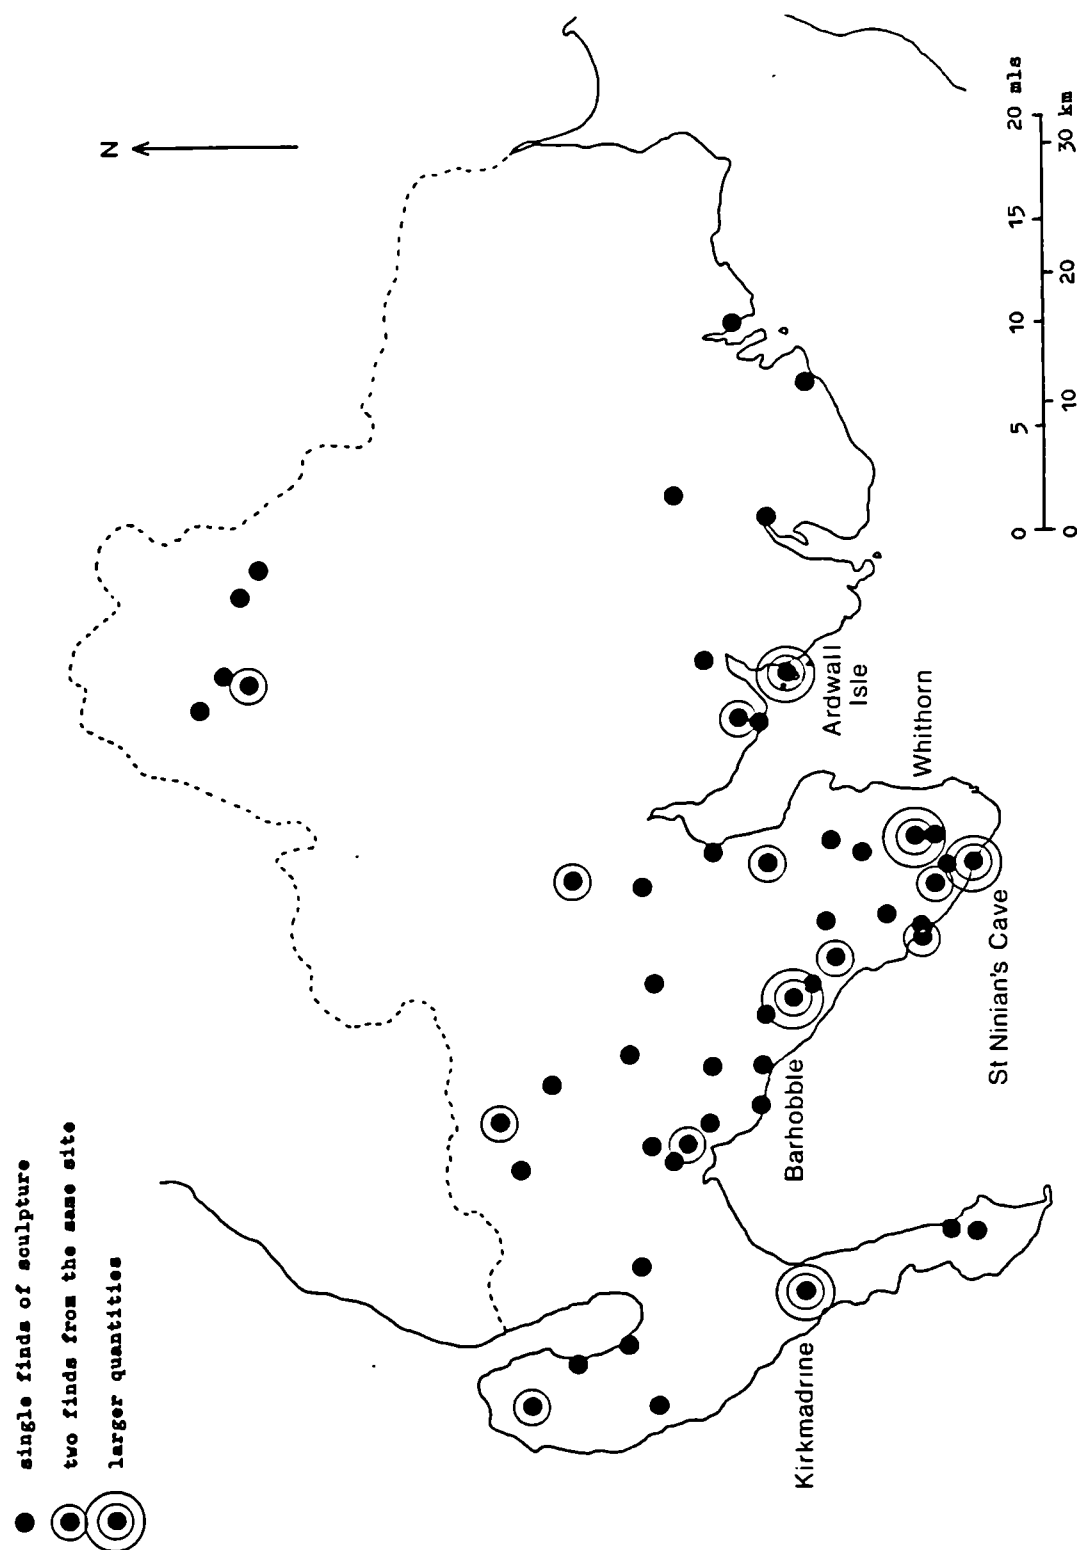 single finds of sculpture
two finds from the same site
larger quantities
N
Kirkmadrine
Barhobble
St Ninian's Cave
Whithorn
Ardwall
Isle
0 5 10 15 20 mls
0 10 20 30 km